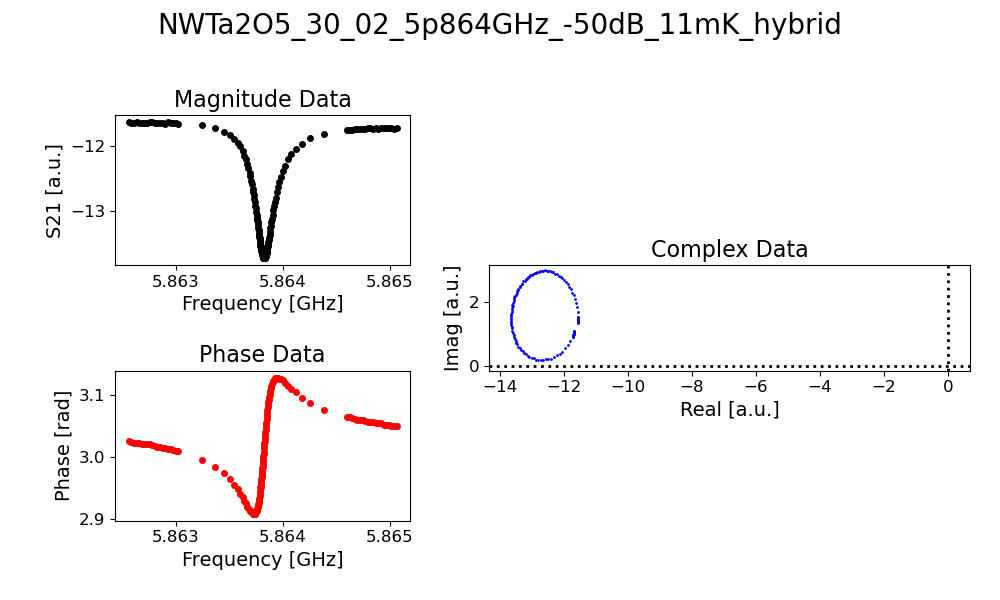 NWTa2O5_30_02_5p864GHz_-50dB_11mK_hybrid
Magnitude Data
S21 [a.u.]
−12
−13
5.863 5.864 5.865
Frequency [GHz]
Phase Data
Phase [rad]
3.1
3.0
2.9
5.863 5.864 5.865
Frequency [GHz]
Complex Data
Imag [a.u.]
2
0
−14 −12 −10 −8 −6 −4 −2 0
Real [a.u.]